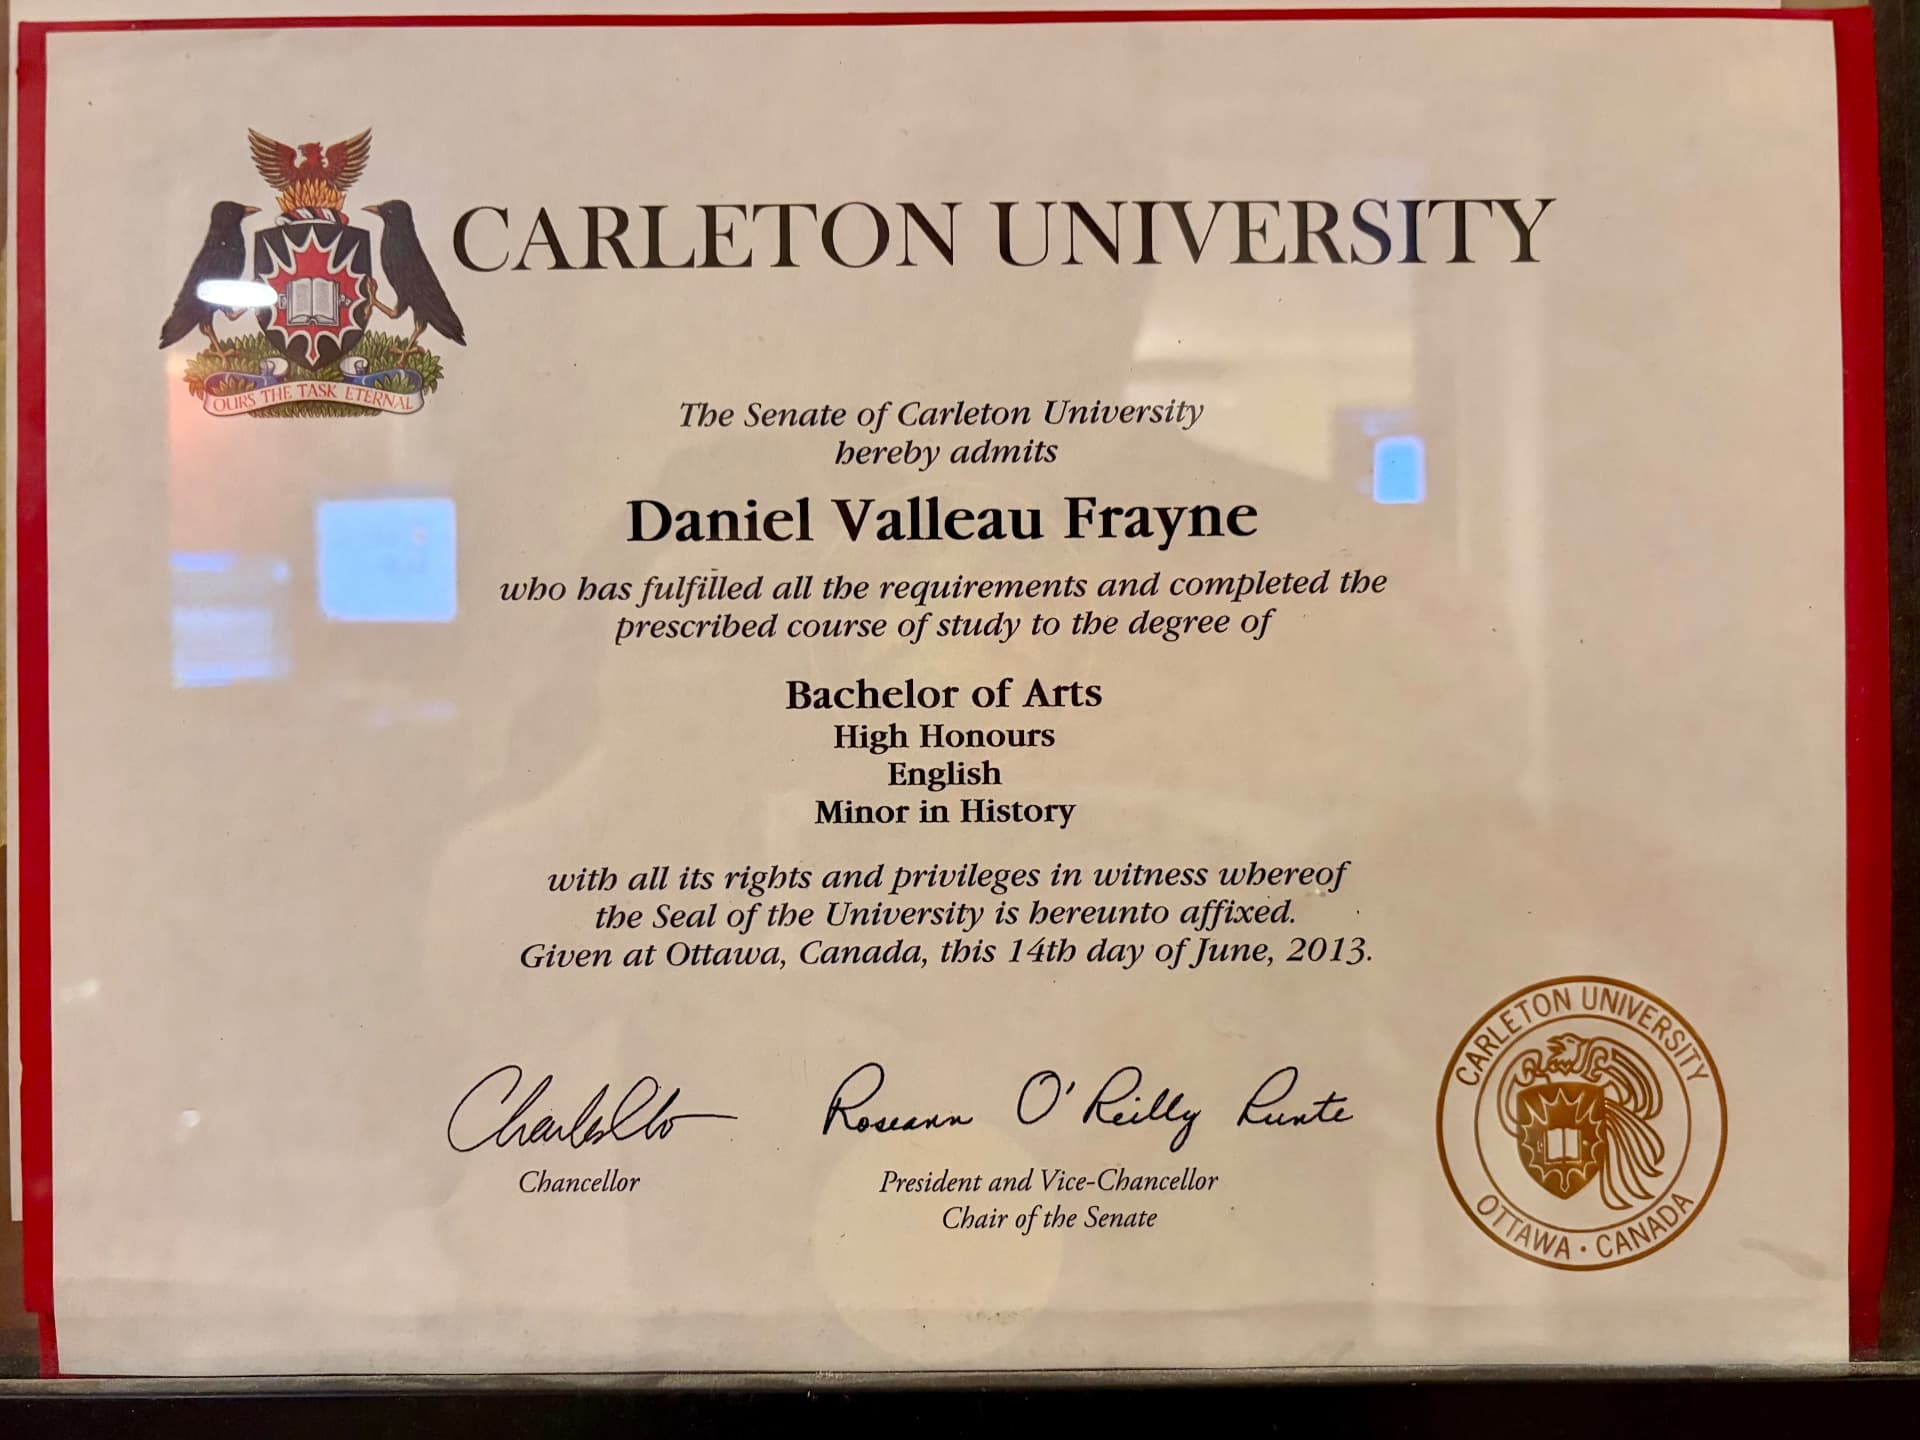 CARLETON UNIVERSITY
OURS THE TASK ETERNAL
The Senate of Carleton University
hereby admits
Daniel Valleau Frayne
who has fulfilled all the requirements and completed the
prescribed course of study to the degree of
Bachelor of Arts
High Honours
English
Minor in History
with all its rights and privileges in witness whereof
the Seal of the University is hereunto affixed.
Given at Ottawa, Canada, this 14th day of June, 2013.
Roseann O'Reilly Runte
Chancellor
President and Vice-Chancellor
Chair of the Senate
CARLETON UNIVERSITY
OTTAWA · CANADA